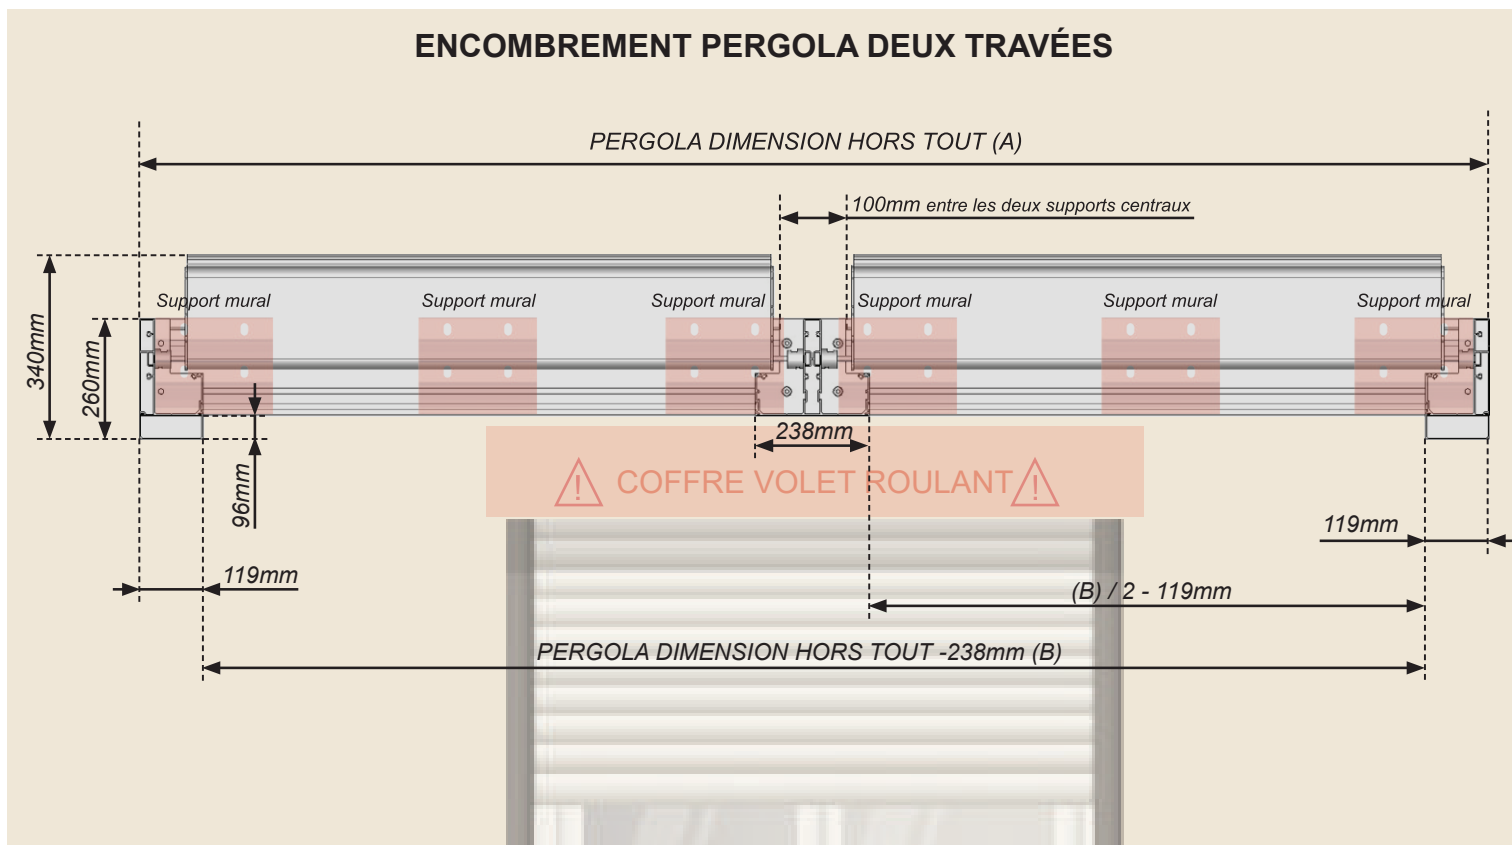 ENCOMBREMENT PERGOLA DEUX TRAVÉES
PERGOLA DIMENSION HORS TOUT (A)
100mm entre les deux supports centraux
Support mural
Support mural
Support mural
Support mural
Support mural
Support mural
340mm
260mm
96mm
238mm
! COFFRE VOLET ROULANT !
119mm
119mm
(B) / 2 - 119mm
PERGOLA DIMENSION HORS TOUT -238mm (B)